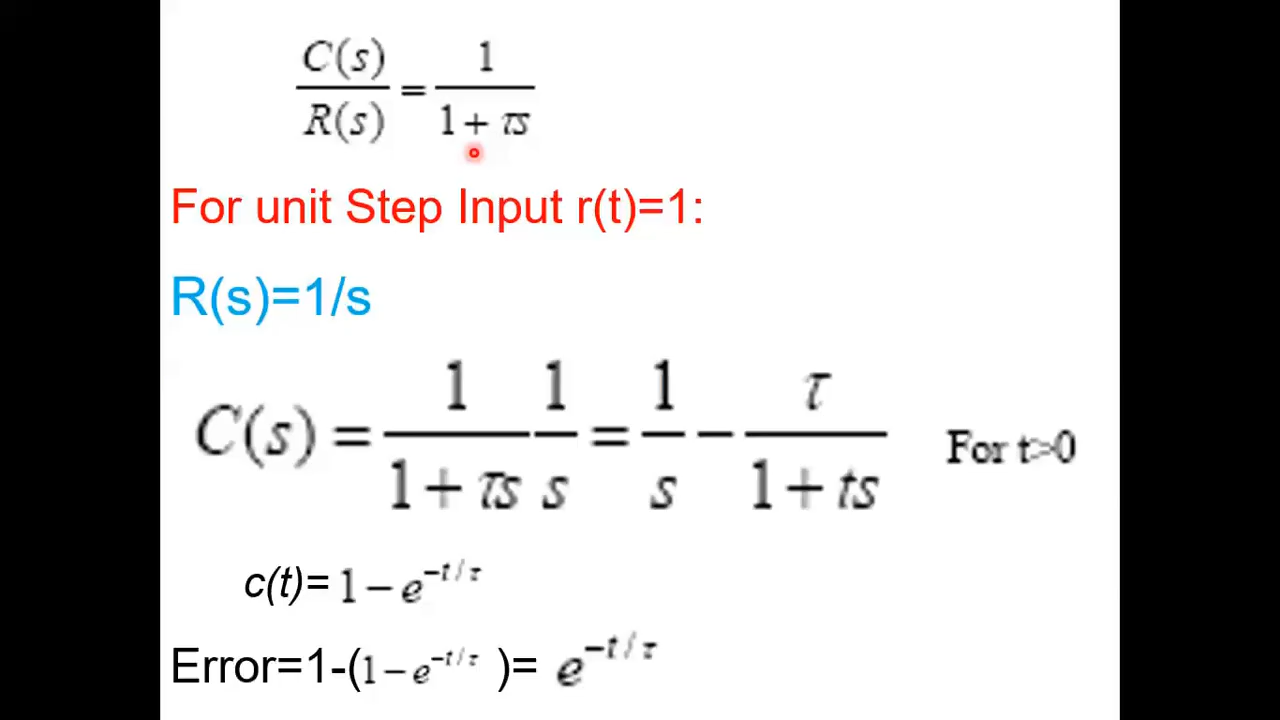 C(s)/R(s) = 1/(1 + τs)
For unit Step Input r(t)=1:
R(s)=1/s
C(s) = 1/(1 + τs) 1/s = 1/s − τ/(1 + ts) For t>0
c(t)= 1 − e^(−t/τ)
Error=1-(1 − e^(−t/τ) )= e^(−t/τ)